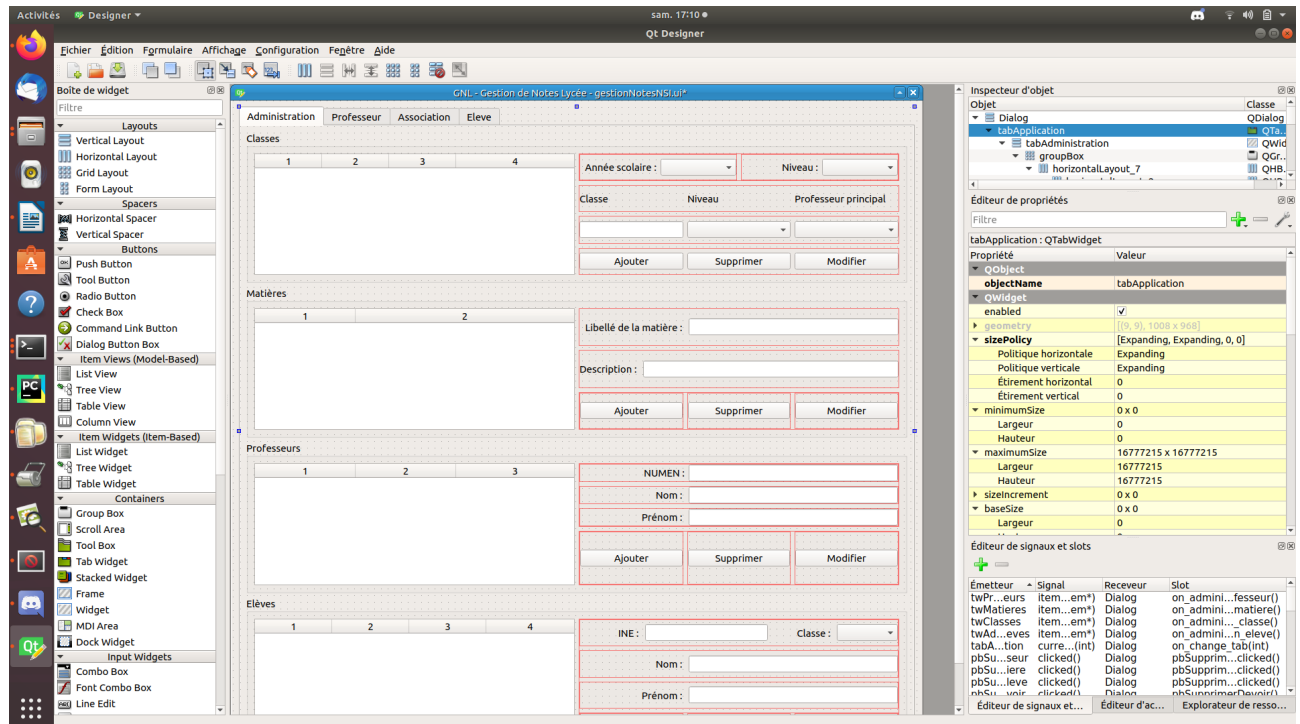 Activités Designer sam. 17:10
Qt Designer
Fichier Édition Formulaire Affichage Configuration Fenêtre Aide
Boîte de widget
Filtre
Layouts
Vertical Layout
Horizontal Layout
Grid Layout
Form Layout
Spacers
Horizontal Spacer
Vertical Spacer
Buttons
Push Button
Tool Button
Radio Button
Check Box
Command Link Button
Dialog Button Box
Item Views (Model-Based)
List View
Tree View
Table View
Column View
Item Widgets (Item-Based)
List Widget
Tree Widget
Table Widget
Containers
Group Box
Scroll Area
Tool Box
Tab Widget
Stacked Widget
Frame
Widget
MDI Area
Dock Widget
Input Widgets
Combo Box
Font Combo Box
Line Edit
GNL - Gestion de Notes Lycée - gestionNotesNSI.ui*
Administration Professeur Association Eleve
Classes
1 2 3 4
Année scolaire : Niveau :
Classe Niveau Professeur principal
Ajouter Supprimer Modifier
Matières
1 2
Libellé de la matière :
Description :
Ajouter Supprimer Modifier
Professeurs
1 2 3
NUMEN :
Nom :
Prénom :
Ajouter Supprimer Modifier
Elèves
1 2 3 4
INE : Classe :
Nom :
Prénom :
Inspecteur d'objet
Objet Classe
Dialog QDialog
tabApplication QTa...
tabAdministration QWid
groupBox QGr...
horizontalLayout_7 QHB...
Éditeur de propriétés
Filtre
tabApplication : QTabWidget
Propriété Valeur
QObject
objectName tabApplication
QWidget
enabled
geometry [(9, 9), 1008 x 968]
sizePolicy [Expanding, Expanding, 0, 0]
Politique horizontale Expanding
Politique verticale Expanding
Étirement horizontal 0
Étirement vertical 0
minimumSize 0 x 0
Largeur 0
Hauteur 0
maximumSize 16777215 x 16777215
Largeur 16777215
Hauteur 16777215
sizeIncrement 0 x 0
baseSize 0 x 0
Largeur 0
Éditeur de signaux et slots
Émetteur Signal Receveur Slot
twPr...eurs item...em*) Dialog on_admini...fesseur()
twMatieres item...em*) Dialog on_admini...matiere()
twClasses item...em*) Dialog on_admini..._classe()
twAd...eves item...em*) Dialog on_admini...n_eleve()
tabA...tion curre...(int) Dialog on_change_tab(int)
pbSu...seur clicked() Dialog pbSupprim...clicked()
pbSu...iere clicked() Dialog pbSupprim...clicked()
pbSu...leve clicked() Dialog pbSupprim...clicked()
pbSu...voir clicked() Dialog pbSupprimerDevoir()
Éditeur de signaux et... Éditeur d'ac... Explorateur de resso...